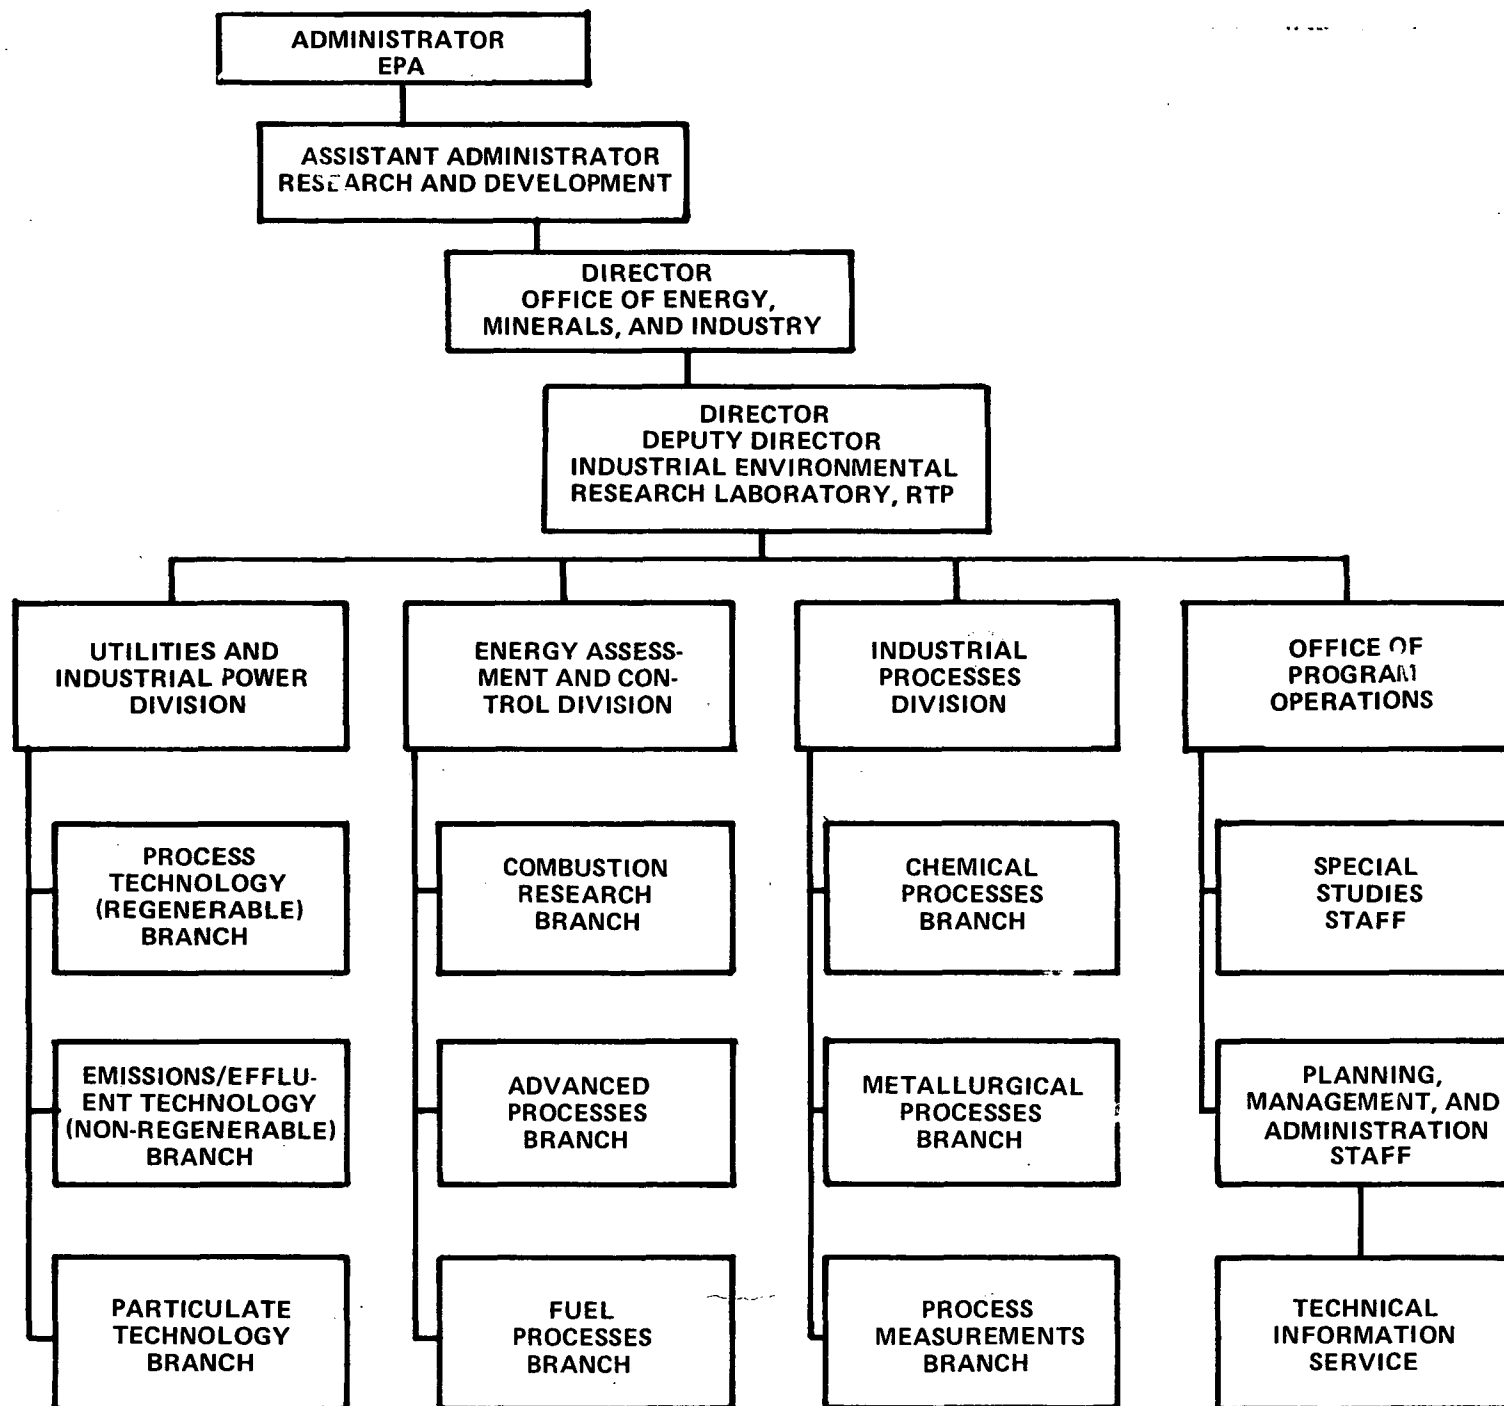 ADMINISTRATOR
EPA
ASSISTANT ADMINISTRATOR
RESEARCH AND DEVELOPMENT
DIRECTOR
OFFICE OF ENERGY,
MINERALS, AND INDUSTRY
DIRECTOR
DEPUTY DIRECTOR
INDUSTRIAL ENVIRONMENTAL
RESEARCH LABORATORY, RTP
UTILITIES AND
INDUSTRIAL POWER
DIVISION
ENERGY ASSESS-
MENT AND CON-
TROL DIVISION
INDUSTRIAL
PROCESSES
DIVISION
OFFICE OF
PROGRAM
OPERATIONS
PROCESS
TECHNOLOGY
(REGENERABLE)
BRANCH
COMBUSTION
RESEARCH
BRANCH
CHEMICAL
PROCESSES
BRANCH
SPECIAL
STUDIES
STAFF
EMISSIONS/EFFLU-
ENT TECHNOLOGY
(NON-REGENERABLE)
BRANCH
ADVANCED
PROCESSES
BRANCH
METALLURGICAL
PROCESSES
BRANCH
PLANNING,
MANAGEMENT, AND
ADMINISTRATION
STAFF
PARTICULATE
TECHNOLOGY
BRANCH
FUEL
PROCESSES
BRANCH
PROCESS
MEASUREMENTS
BRANCH
TECHNICAL
INFORMATION
SERVICE